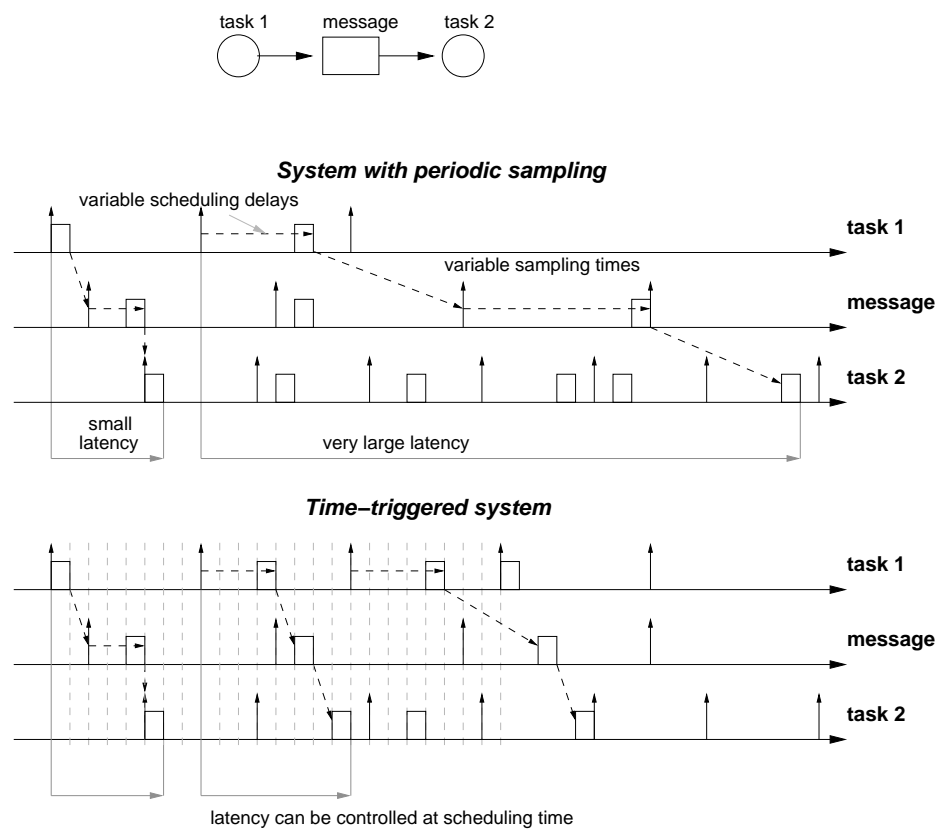 task 1
message
task 2
System with periodic sampling
variable scheduling delays
task 1
variable sampling times
message
task 2
small
latency
very large latency
Time–triggered system
task 1
message
task 2
latency can be controlled at scheduling time